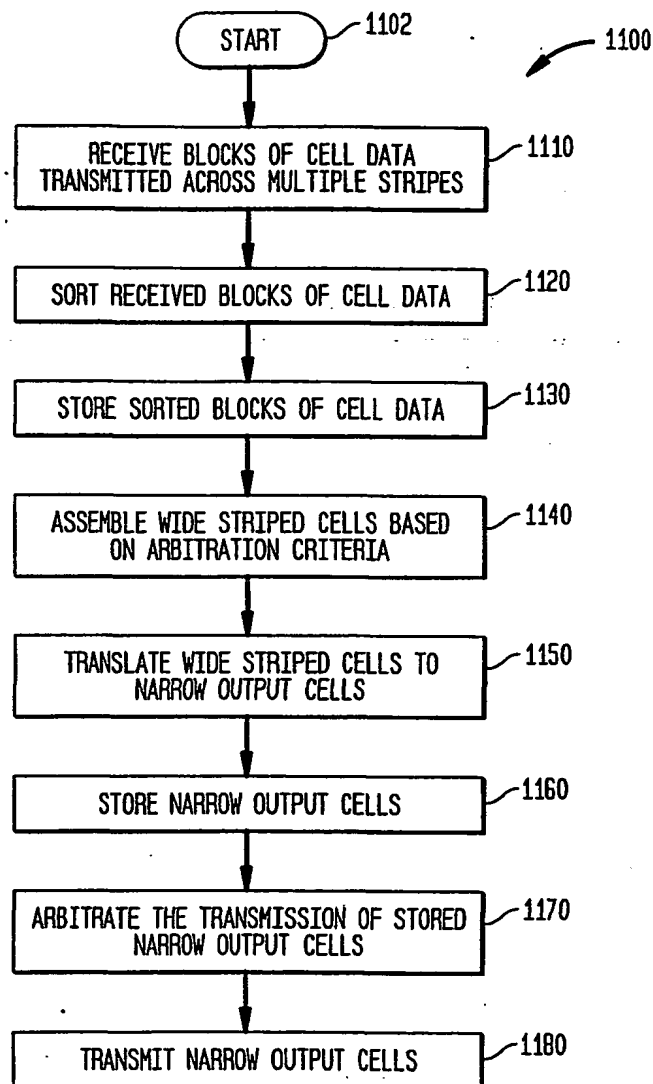 START
1102
1100
RECEIVE BLOCKS OF CELL DATA
TRANSMITTED ACROSS MULTIPLE STRIPES
1110
SORT RECEIVED BLOCKS OF CELL DATA
1120
STORE SORTED BLOCKS OF CELL DATA
1130
ASSEMBLE WIDE STRIPED CELLS BASED
ON ARBITRATION CRITERIA
1140
TRANSLATE WIDE STRIPED CELLS TO
NARROW OUTPUT CELLS
1150
STORE NARROW OUTPUT CELLS
1160
ARBITRATE THE TRANSMISSION OF STORED
NARROW OUTPUT CELLS
1170
TRANSMIT NARROW OUTPUT CELLS
1180